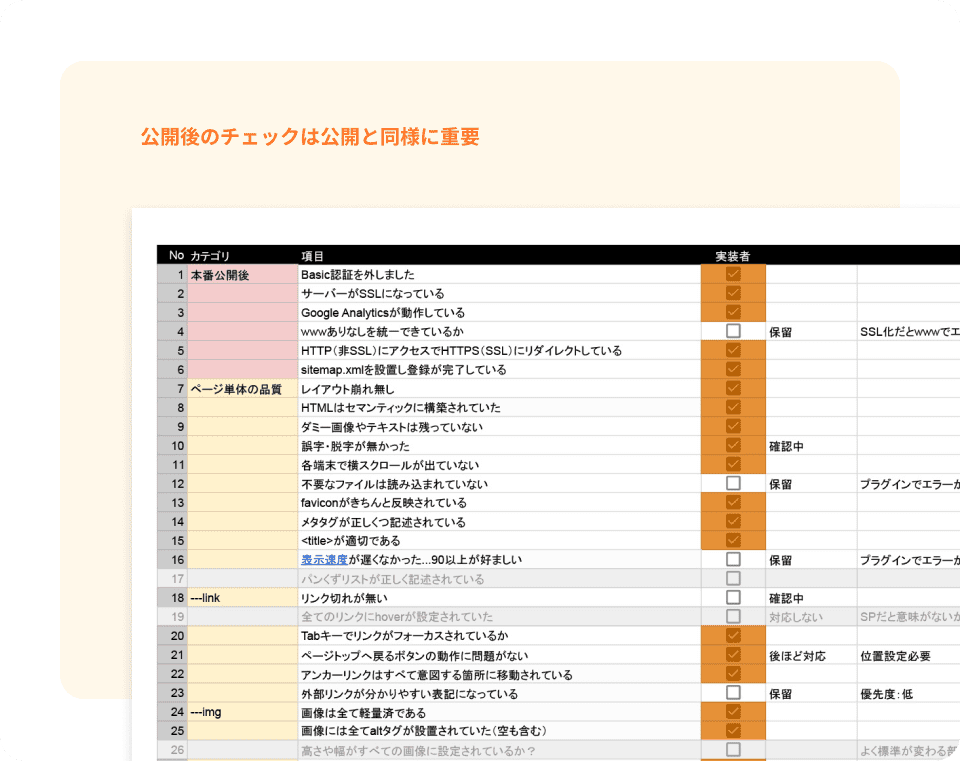 公開後のチェックは公開と同様に重要
No カテゴリ 項目 実装者
1 本番公開後 Basic認証を外しました
2 サーバーがSSLになっている
3 Google Analyticsが動作している
4 wwwありなしを統一できているか 保留 SSL化だとwwwでエ
5 HTTP（非SSL）にアクセスでHTTPS（SSL）にリダイレクトしている
6 sitemap.xmlを設置し登録が完了している
7 ページ単体の品質 レイアウト崩れ無し
8 HTMLはセマンティックに構築されていた
9 ダミー画像やテキストは残っていない
10 誤字・脱字が無かった 確認中
11 各端末で横スクロールが出ていない
12 不要なファイルは読み込まれていない 保留 プラグインでエラーが
13 faviconがきちんと反映されている
14 メタタグが正しくつ記述されている
15 <title>が適切である
16 表示速度が遅くなかった...90以上が好ましい 保留 プラグインでエラーか
17 パンくずリストが正しく記述されている
18 ---link リンク切れが無い 確認中
19 全てのリンクにhoverが設定されていた 対応しない SPだと意味がないか
20 Tabキーでリンクがフォーカスされているか
21 ページトップへ戻るボタンの動作に問題がない 後ほど対応 位置設定必要
22 アンカーリンクはすべて意図する箇所に移動されている
23 外部リンクが分かりやすい表記になっている 保留 優先度：低
24 ---img 画像は全て軽量済である
25 画像には全てaltタグが設置されていた（空も含む）
26 高さや幅がすべての画像に設定されているか？ よく標準が変わる